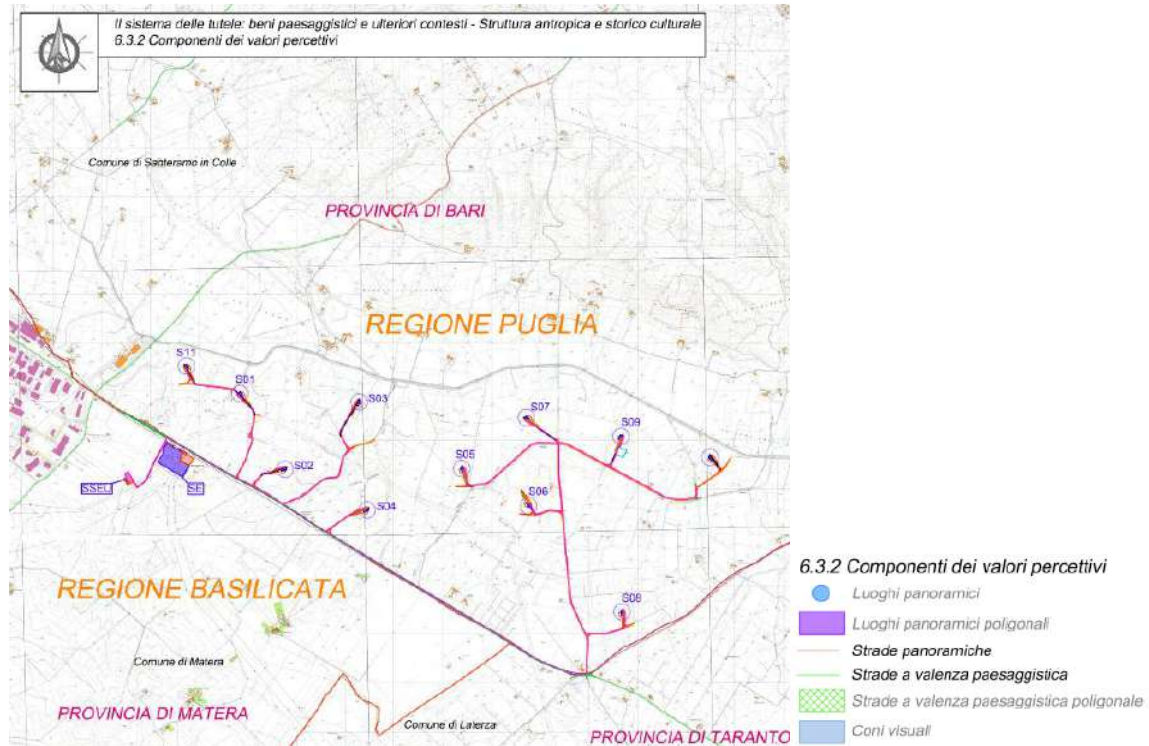 Il sistema delle tutele: beni paesaggistici e ulteriori contesti - Struttura antropica e storico culturale
6.3.2 Componenti dei valori percettivi
Comune di Santeramo in Colle
PROVINCIA DI BARI
REGIONE PUGLIA
S11
S01
S03
S07
S09
S02
S05
SSEU
SE
S06
S04
REGIONE BASILICATA
S08
Comune di Matera
PROVINCIA DI MATERA
Comune di Laterza
PROVINCIA DI TARANTO
6.3.2 Componenti dei valori percettivi
Luoghi panoramici
Luoghi panoramici poligonali
Strade panoramiche
Strade a valenza paesaggistica
Strade a valenza paesaggistica poligonale
Coni visuali